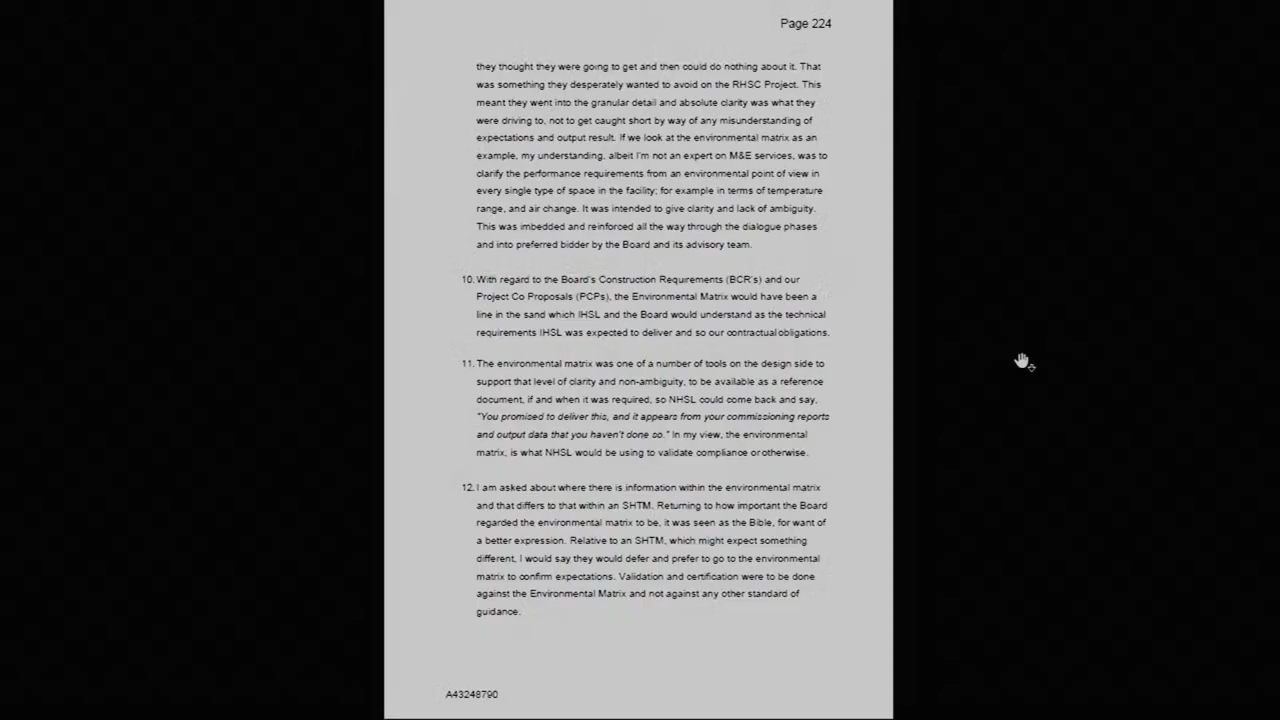 Page 224
they thought they were going to get and then could do nothing about it. That
was something they desperately wanted to avoid on the RHSC Project. This
meant they went into the granular detail and absolute clarity was what they
were driving to, not to get caught short by way of any misunderstanding of
expectations and output result. If we look at the environmental matrix as an
example, my understanding, albeit I'm not an expert on M&E services, was to
clarify the performance requirements from an environmental point of view in
every single type of space in the facility; for example in terms of temperature
range, and air change. It was intended to give clarity and lack of ambiguity.
This was imbedded and reinforced all the way through the dialogue phases
and into preferred bidder by the Board and its advisory team.
10. With regard to the Board's Construction Requirements (BCR's) and our
Project Co Proposals (PCPs), the Environmental Matrix would have been a
line in the sand which IHSL and the Board would understand as the technical
requirements IHSL was expected to deliver and so our contractual obligations.
11. The environmental matrix was one of a number of tools on the design side to
support that level of clarity and non-ambiguity, to be available as a reference
document, if and when it was required, so NHSL could come back and say,
"You promised to deliver this, and it appears from your commissioning reports
and output data that you haven't done so." In my view, the environmental
matrix, is what NHSL would be using to validate compliance or otherwise.
12. I am asked about where there is information within the environmental matrix
and that differs to that within an SHTM. Returning to how important the Board
regarded the environmental matrix to be, it was seen as the Bible, for want of
a better expression. Relative to an SHTM, which might expect something
different, I would say they would defer and prefer to go to the environmental
matrix to confirm expectations. Validation and certification were to be done
against the Environmental Matrix and not against any other standard of
guidance.
A43248790